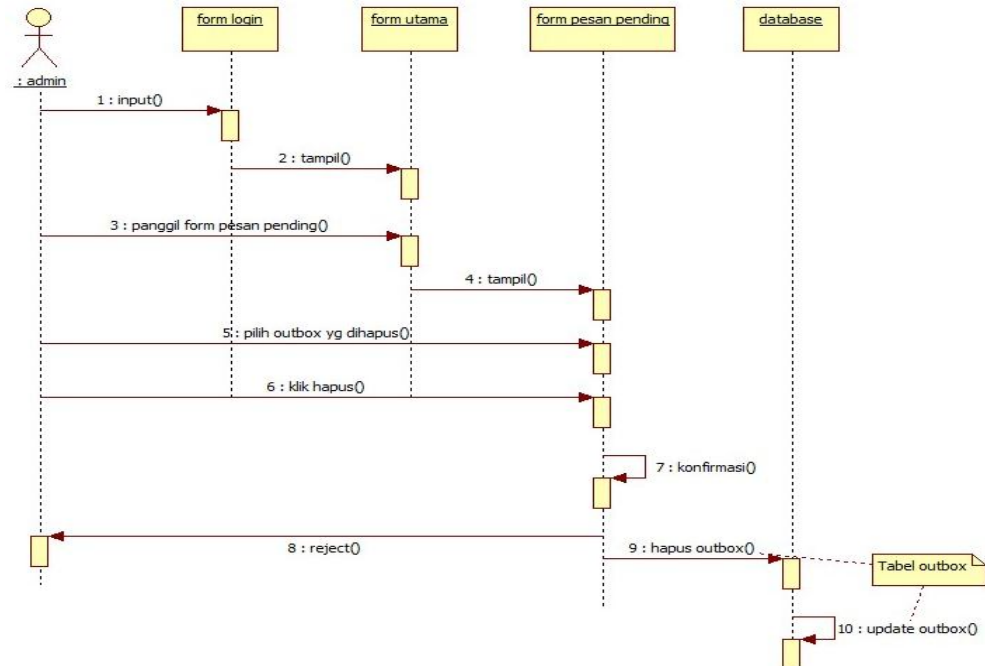 form login
form utama
form pesan pending
database
: admin
1 : input()
2 : tampil()
3 : panggil form pesan pending()
4 : tampil()
5 : pilih outbox yg dihapus()
6 : klik hapus()
7 : konfirmasi()
8 : reject()
9 : hapus outbox()
Tabel outbox
10 : update outbox()